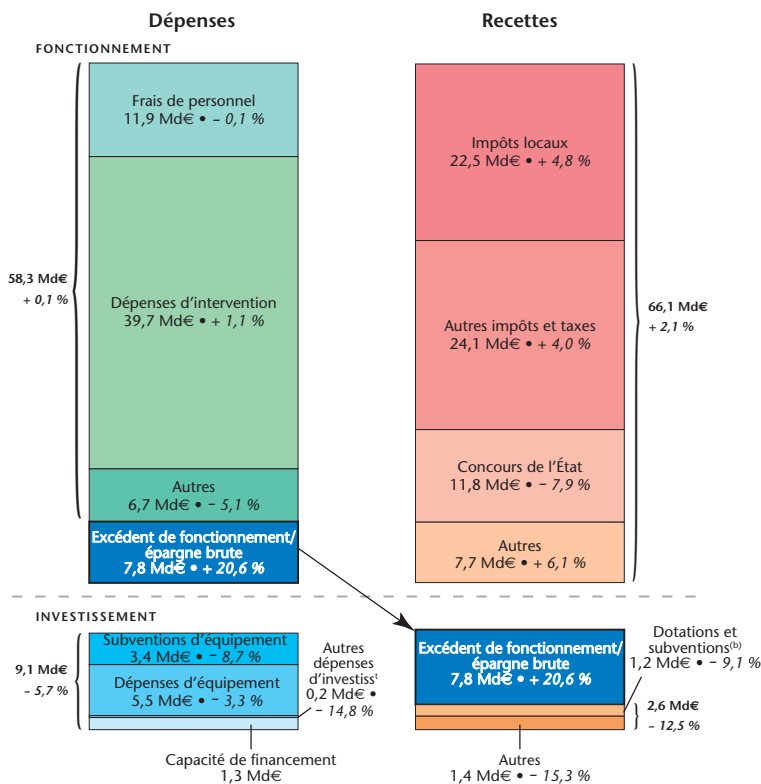 Dépenses
Recettes
FONCTIONNEMENT
Frais de personnel
11,9 Md€ • – 0,1 %
Dépenses d'intervention
39,7 Md€ • + 1,1 %
58,3 Md€
+ 0,1 %
Autres
6,7 Md€ • – 5,1 %
Excédent de fonctionnement/
épargne brute
7,8 Md€ • + 20,6 %
Impôts locaux
22,5 Md€ • + 4,8 %
Autres impôts et taxes
24,1 Md€ • + 4,0 %
66,1 Md€
+ 2,1 %
Concours de l'État
11,8 Md€ • – 7,9 %
Autres
7,7 Md€ • + 6,1 %
INVESTISSEMENT
9,1 Md€
– 5,7 %
Subventions d'équipement
3,4 Md€ • – 8,7 %
Dépenses d'équipement
5,5 Md€ • – 3,3 %
Autres
dépenses
d'investissᵗ
0,2 Md€ •
– 14,8 %
Capacité de financement
1,3 Md€
Excédent de fonctionnement/
épargne brute
7,8 Md€ • + 20,6 %
Dotations et
subventions⁽ᵇ⁾
1,2 Md€ • – 9,1 %
2,6 Md€
– 12,5 %
Autres
1,4 Md€ • – 15,3 %